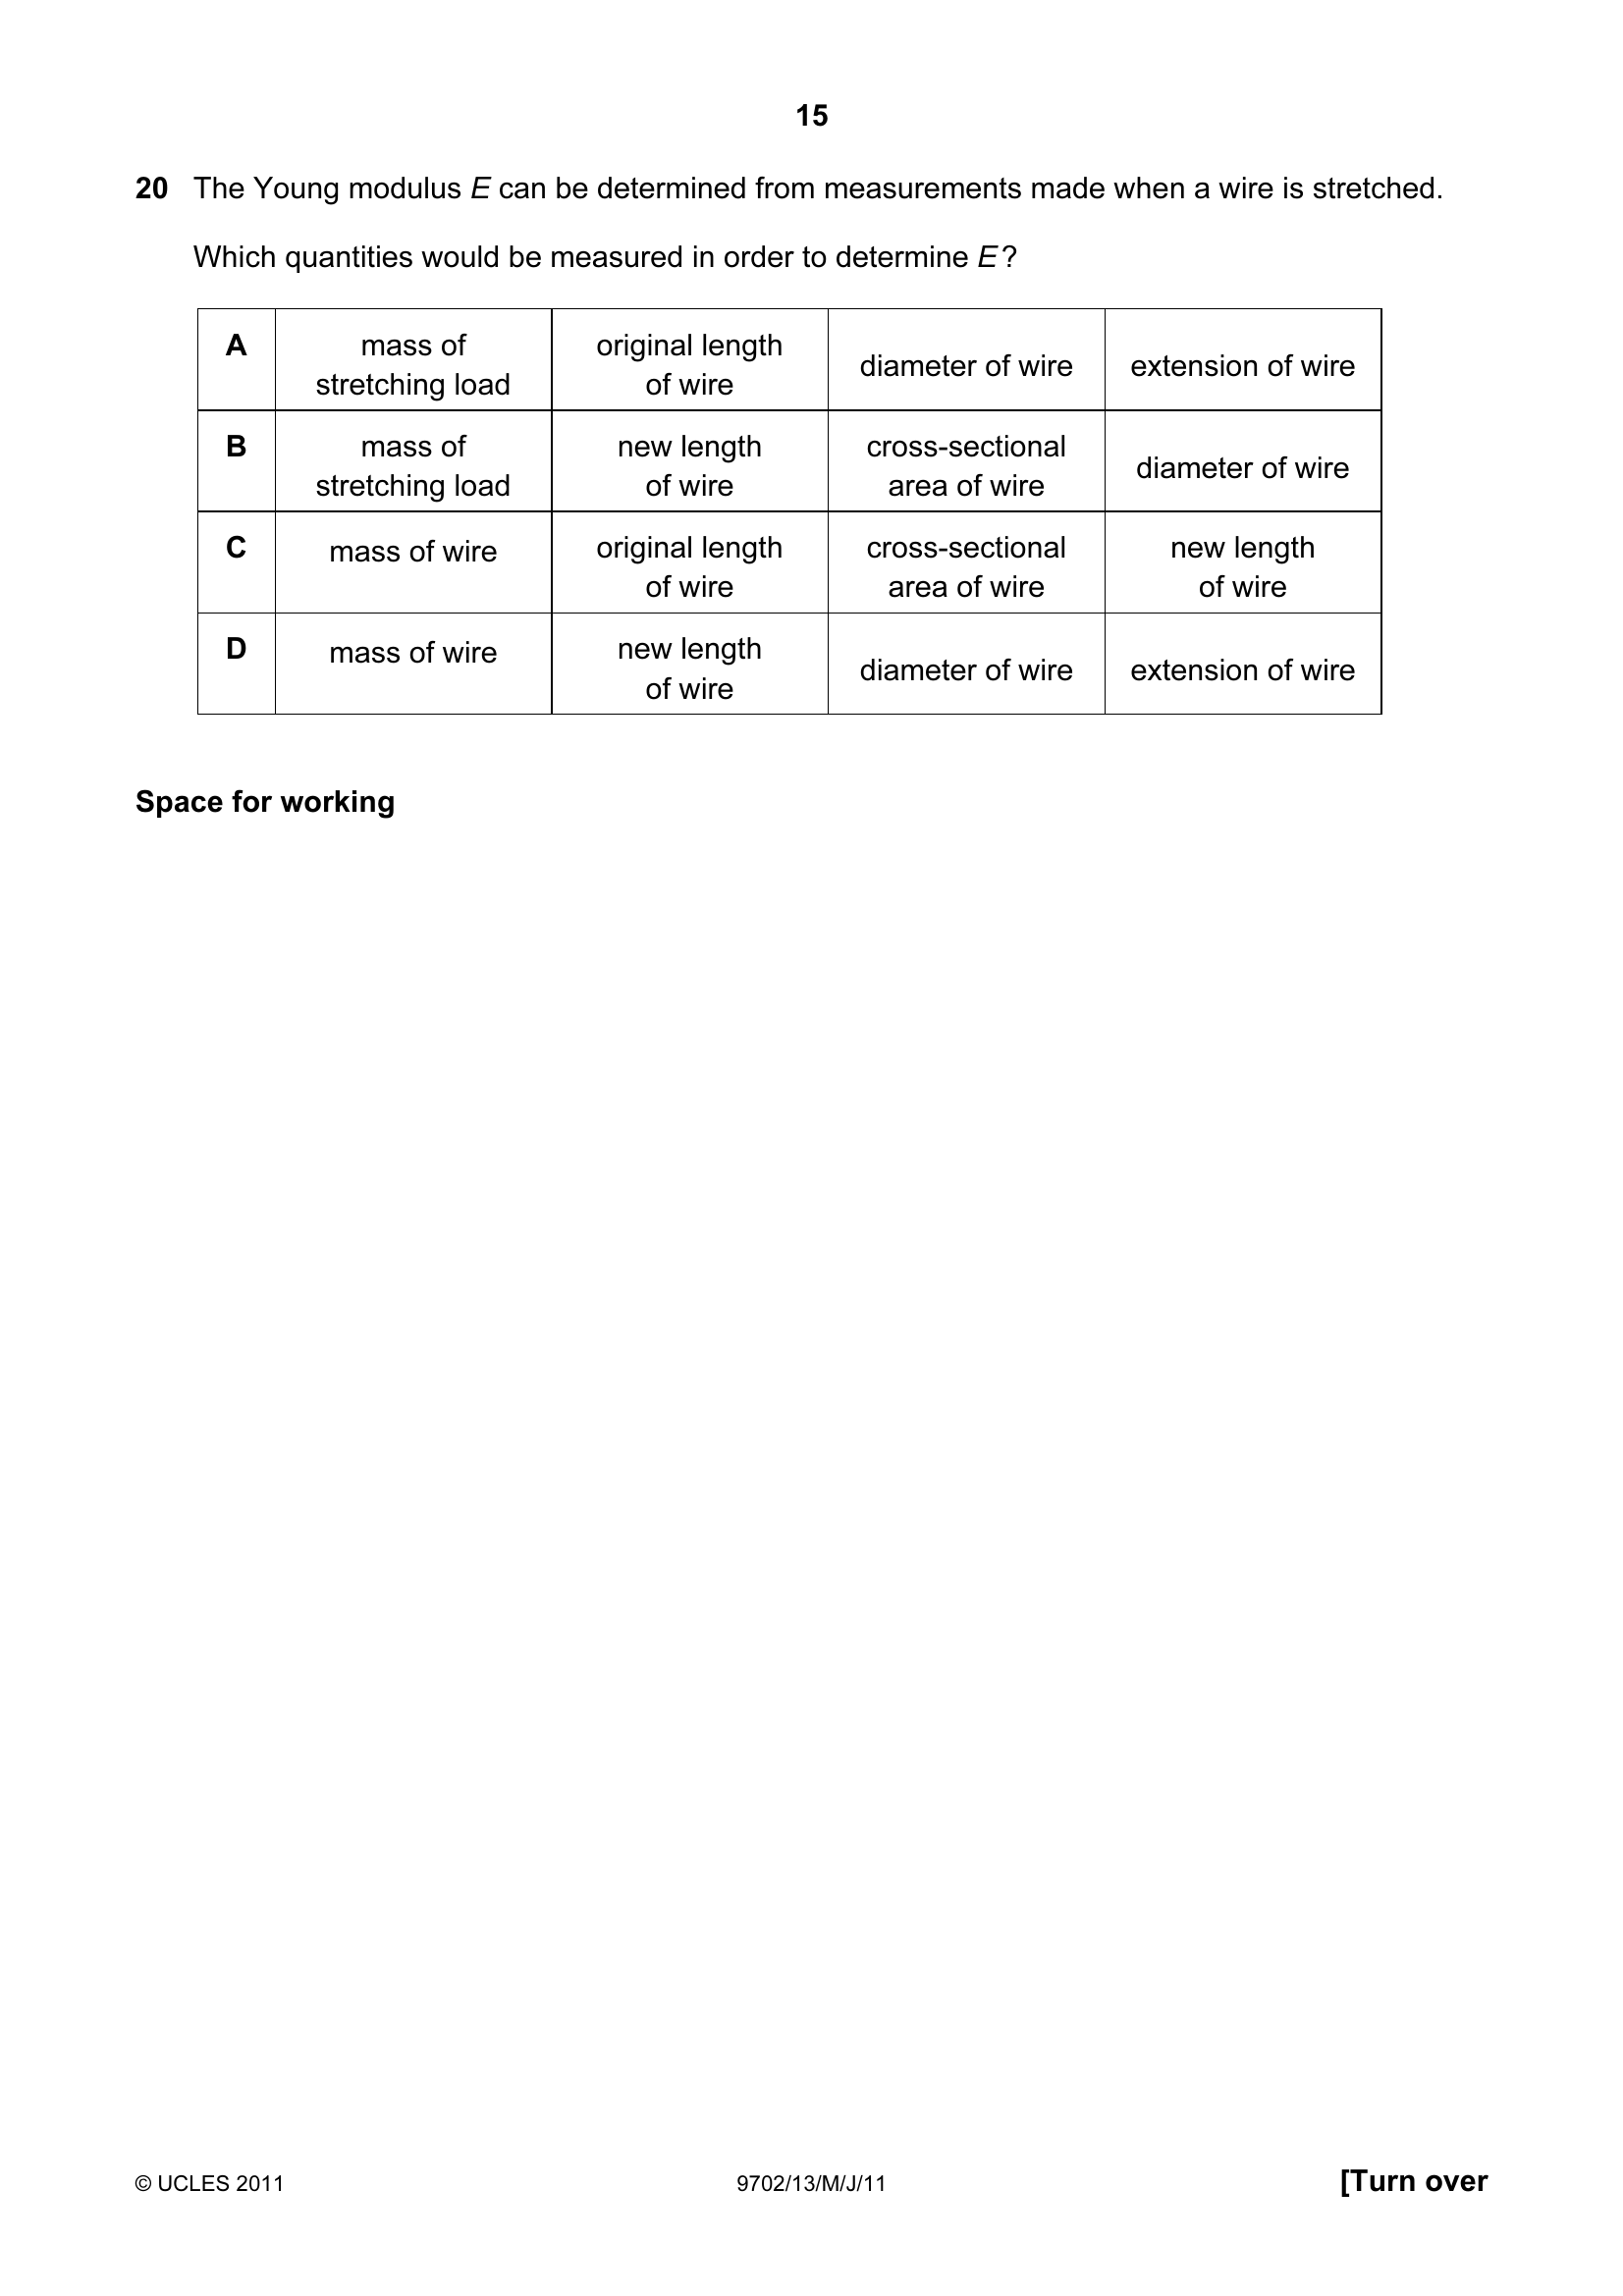 15
20 The Young modulus E can be determined from measurements made when a wire is stretched.
Which quantities would be measured in order to determine E?
A mass of stretching load original length of wire diameter of wire extension of wire
B mass of stretching load new length of wire cross-sectional area of wire diameter of wire
C mass of wire original length of wire cross-sectional area of wire new length of wire
D mass of wire new length of wire diameter of wire extension of wire
Space for working
© UCLES 2011 9702/13/M/J/11 [Turn over